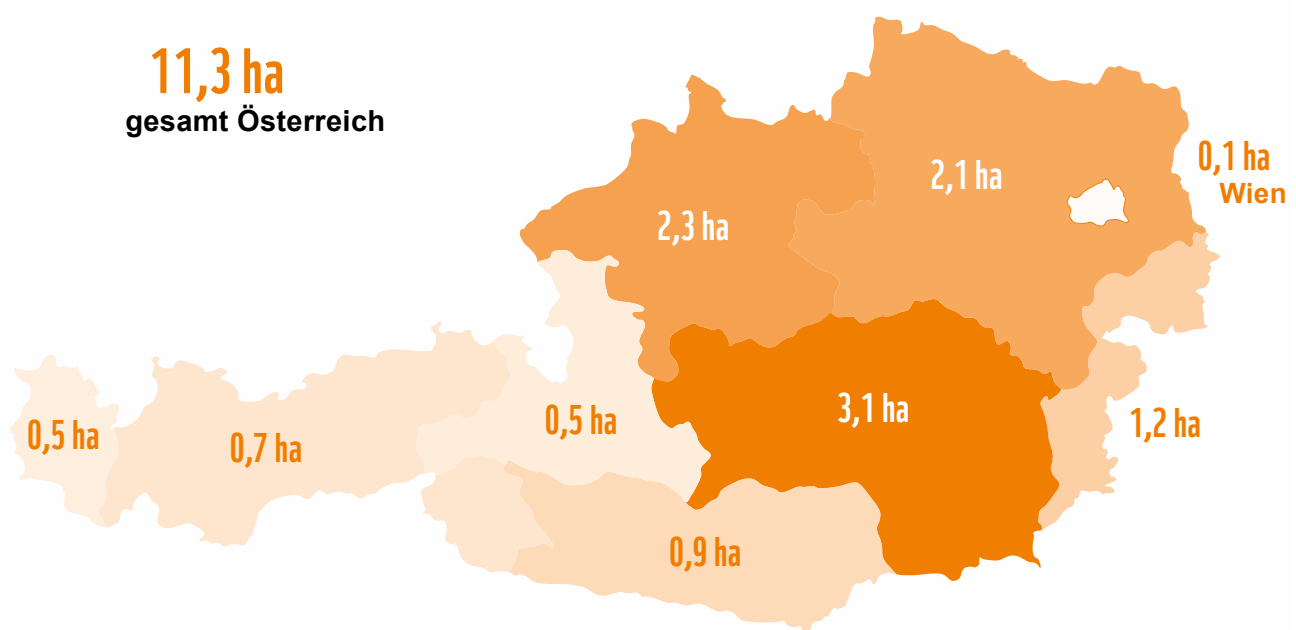 11,3 ha
gesamt Österreich
0,1 ha
Wien
2,1 ha
2,3 ha
3,1 ha
0,5 ha
0,5 ha
1,2 ha
0,7 ha
0,9 ha